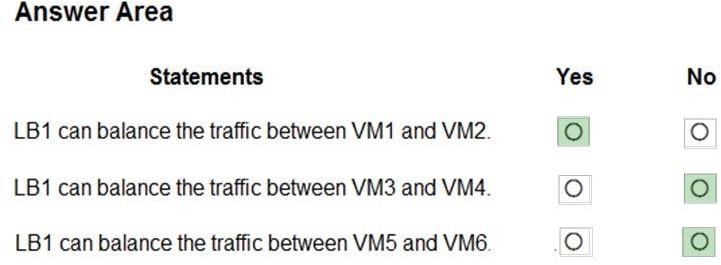 Answer Area
Statements Yes No
LB1 can balance the traffic between VM1 and VM2.
LB1 can balance the traffic between VM3 and VM4.
LB1 can balance the traffic between VM5 and VM6.